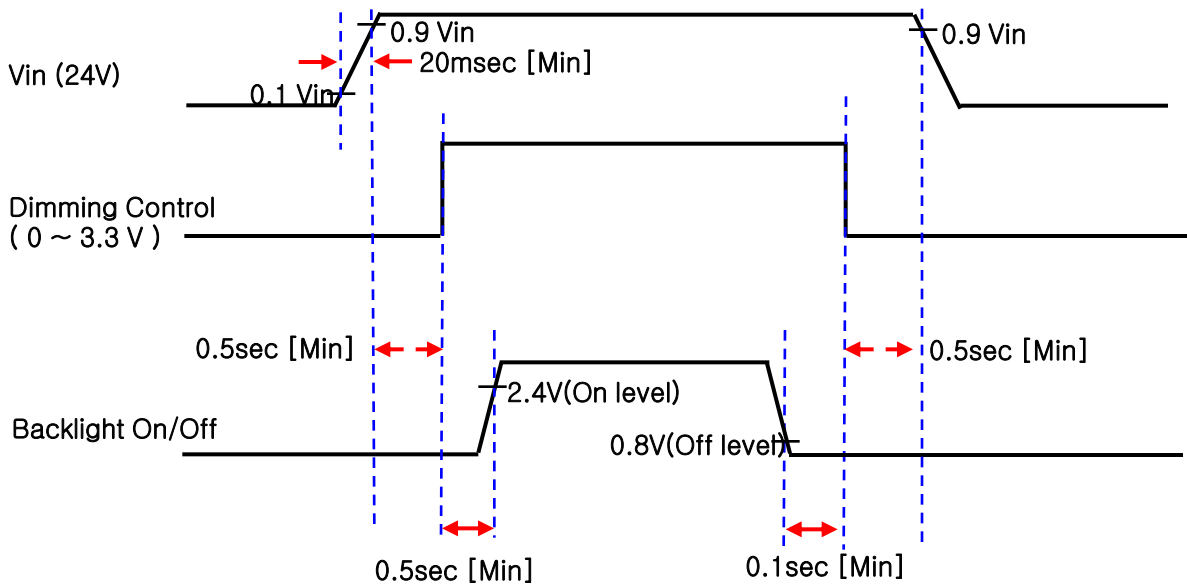 0.9 Vin
0.9 Vin
20msec [Min]
Vin (24V)
0.1 Vin
Dimming Control
( 0 ~ 3.3 V )
0.5sec [Min]
0.5sec [Min]
2.4V(On level)
Backlight On/Off
0.8V(Off level)
0.5sec [Min]
0.1sec [Min]